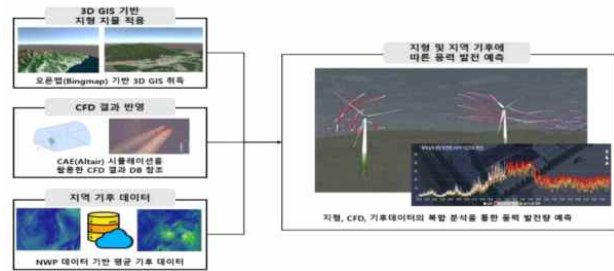 3D GIS 기반
지형 지물 적용
오픈맵(Bingmap) 기반 3D GIS 취득
CFD 결과 반영
CAE(Altair) 시뮬레이션을
활용한 CFD 결과 DB 참조
지역 기후 데이터
NWP 데이터 기반 평균 기후 데이터
지형 및 지역 기후에
따른 풍력 발전 예측
지형, CFD, 기후데이터의 복합 분석을 통한 풍력 발전량 예측